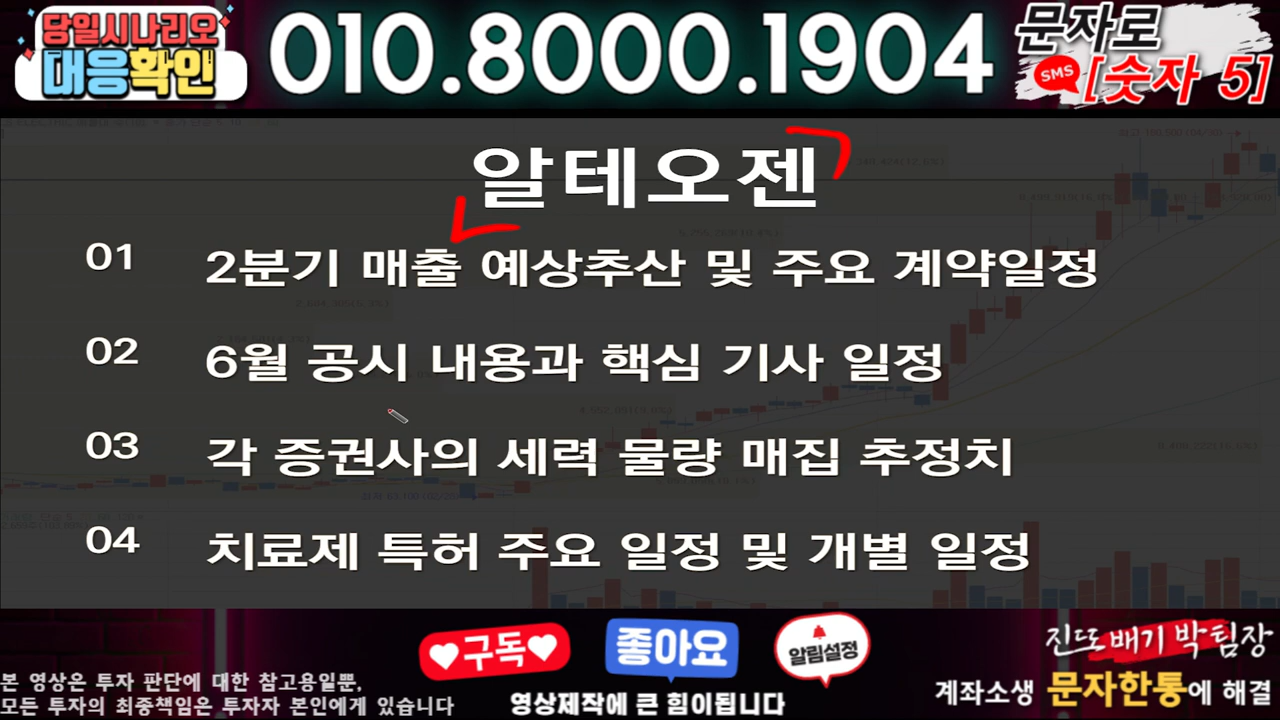 당일시나리오
대응확인
010.8000.1904
문자로
SMS
[숫자 5]
알테오젠
01
2분기 매출 예상추산 및 주요 계약일정
02
6월 공시 내용과 핵심 기사 일정
03
각 증권사의 세력 물량 매집 추정치
04
치료제 특허 주요 일정 및 개별 일정
구독
좋아요
알림설정
영상제작에 큰 힘이됩니다
본 영상은 투자 판단에 대한 참고용일뿐,
모든 투자의 최종책임은 투자자 본인에게 있습니다
진또배기 박팀장
계좌소생 문자한통에 해결